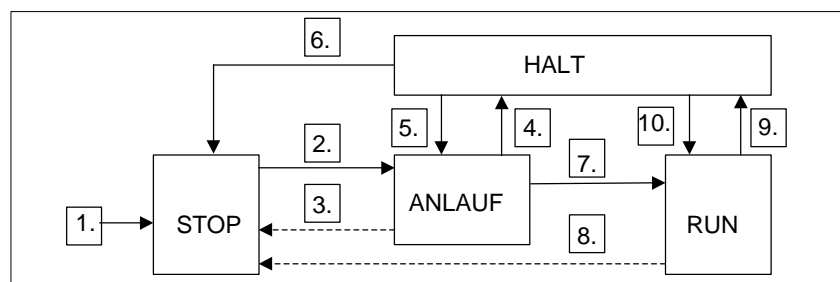 6.
HALT
2.
5.
4.
10.
9.
7.
1.
STOP
3.
ANLAUF
8.
RUN